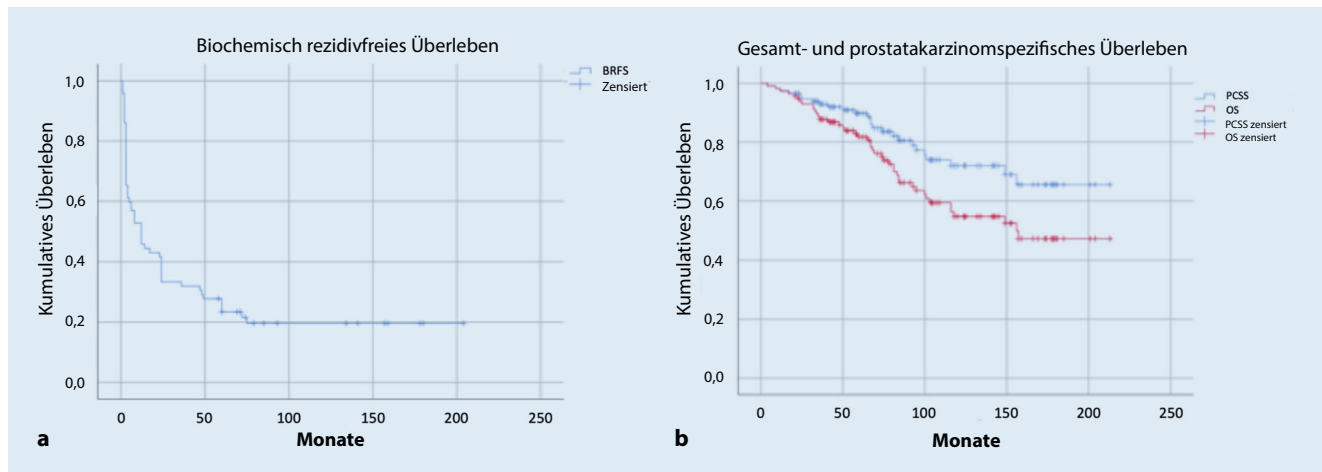 Biochemisch rezidivfreies Überleben
BRFS
Zensiert
Kumulatives Überleben
1,0
0,8
0,6
0,4
0,2
0,0
0 50 100 150 200 250
Monate
a
Gesamt- und prostatakarzinomspezifisches Überleben
PCSS
OS
PCSS zensiert
OS zensiert
Kumulatives Überleben
1,0
0,8
0,6
0,4
0,2
0,0
0 50 100 150 200 250
Monate
b